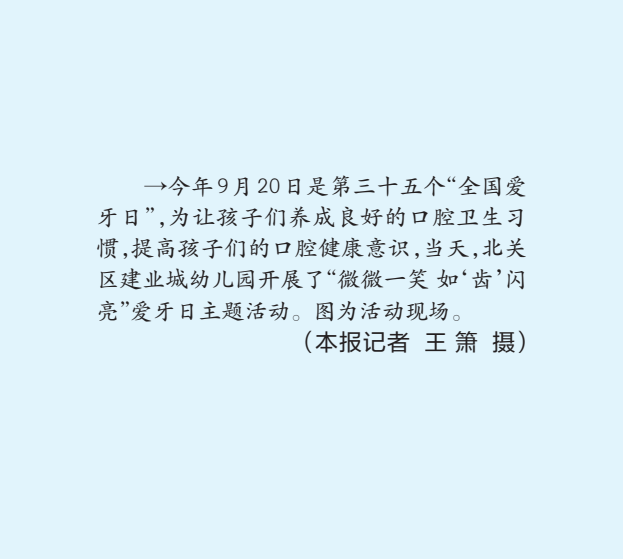 →今年9月20日是第三十五个“全国爱
牙日”,为让孩子们养成良好的口腔卫生习
惯,提高孩子们的口腔健康意识,当天,北关
区建业城幼儿园开展了“微微一笑 如‘齿’闪
亮”爱牙日主题活动。图为活动现场。
（本报记者 王 箫 摄）